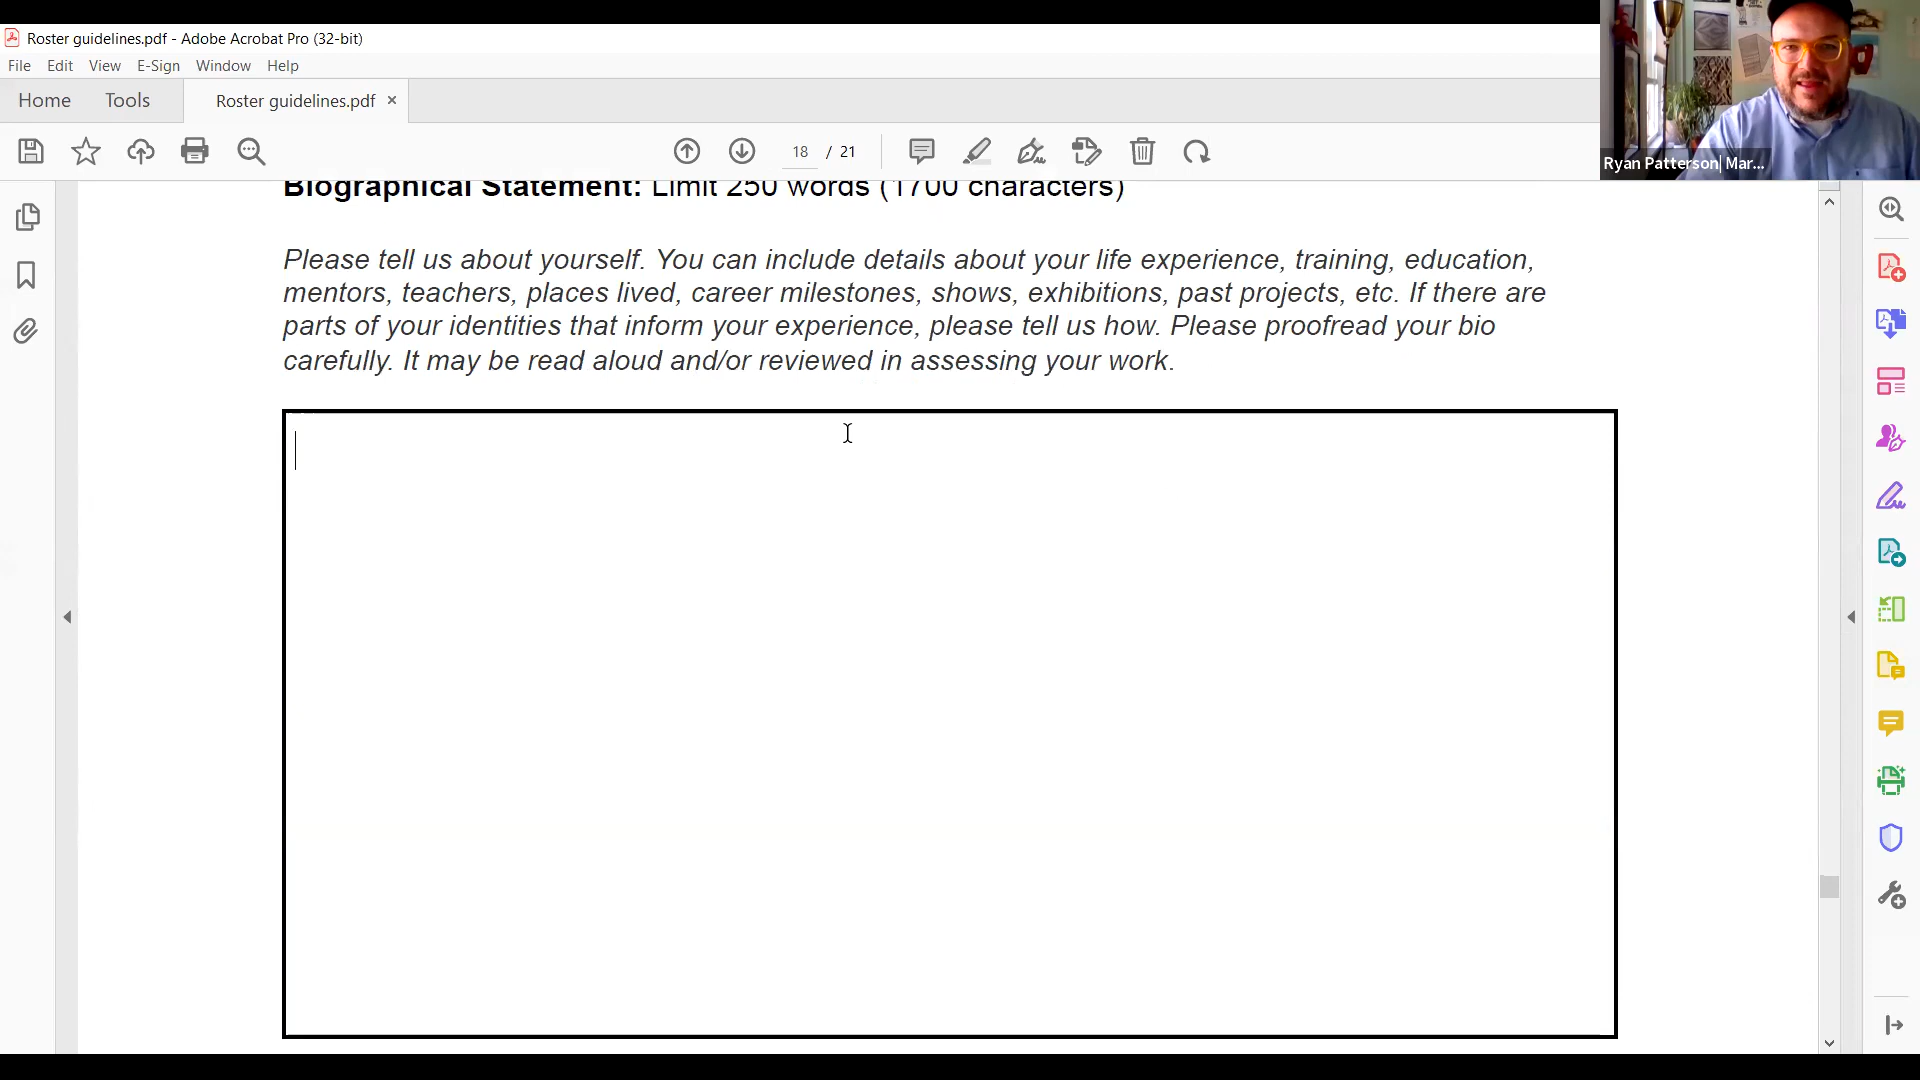 Roster guidelines.pdf - Adobe Acrobat Pro (32-bit)
File Edit View E-Sign Window Help
Home Tools Roster guidelines.pdf ×
18 / 21
Ryan Patterson| Mar...
Biographical Statement: Limit 250 words (1700 characters)
Please tell us about yourself. You can include details about your life experience, training, education,
mentors, teachers, places lived, career milestones, shows, exhibitions, past projects, etc. If there are
parts of your identities that inform your experience, please tell us how. Please proofread your bio
carefully. It may be read aloud and/or reviewed in assessing your work.